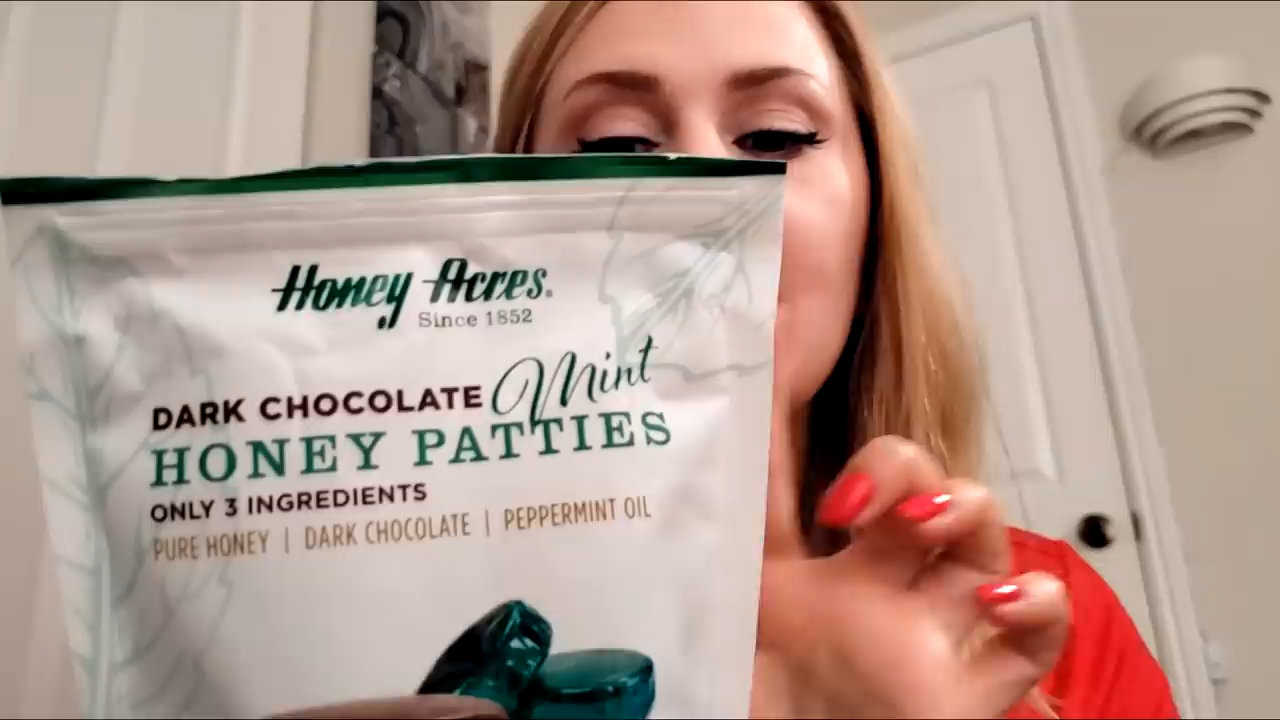 Honey Acres.
Since 1852
DARK CHOCOLATE Mint
HONEY PATTIES
ONLY 3 INGREDIENTS
PURE HONEY | DARK CHOCOLATE | PEPPERMINT OIL